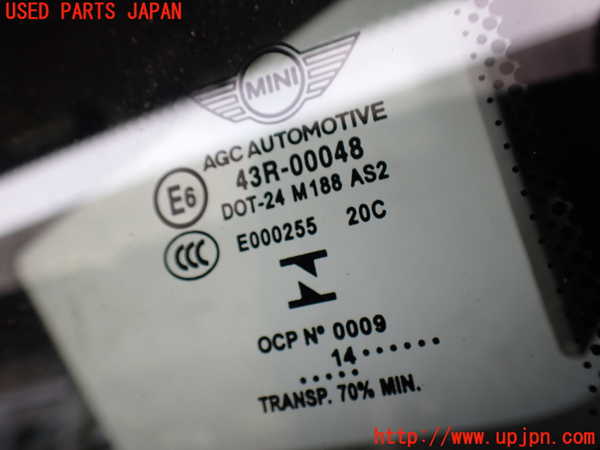 USED PARTS JAPAN
MINI
AGC AUTOMOTIVE
E6 43R-00048
DOT-24 M188 AS2
CCC E000255 20C
OCP Nº 0009
14
TRANSP. 70% MIN.
http://www.upjpn.com